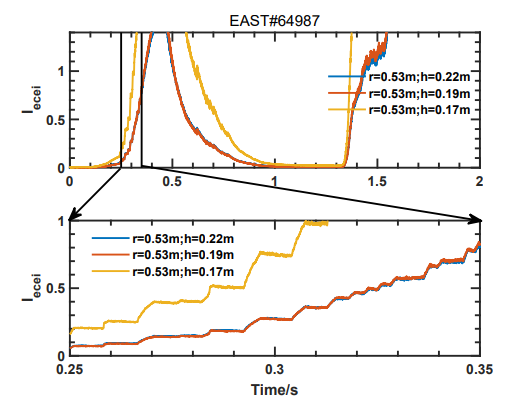 EAST#64987
1
0.5
0
I_ecei
r=0.53m;h=0.22m
r=0.53m;h=0.19m
r=0.53m;h=0.17m
0 0.5 1 1.5 2
1
0.5
0
I_ecei
r=0.53m;h=0.22m
r=0.53m;h=0.19m
r=0.53m;h=0.17m
0.25 0.3 0.35
Time/s